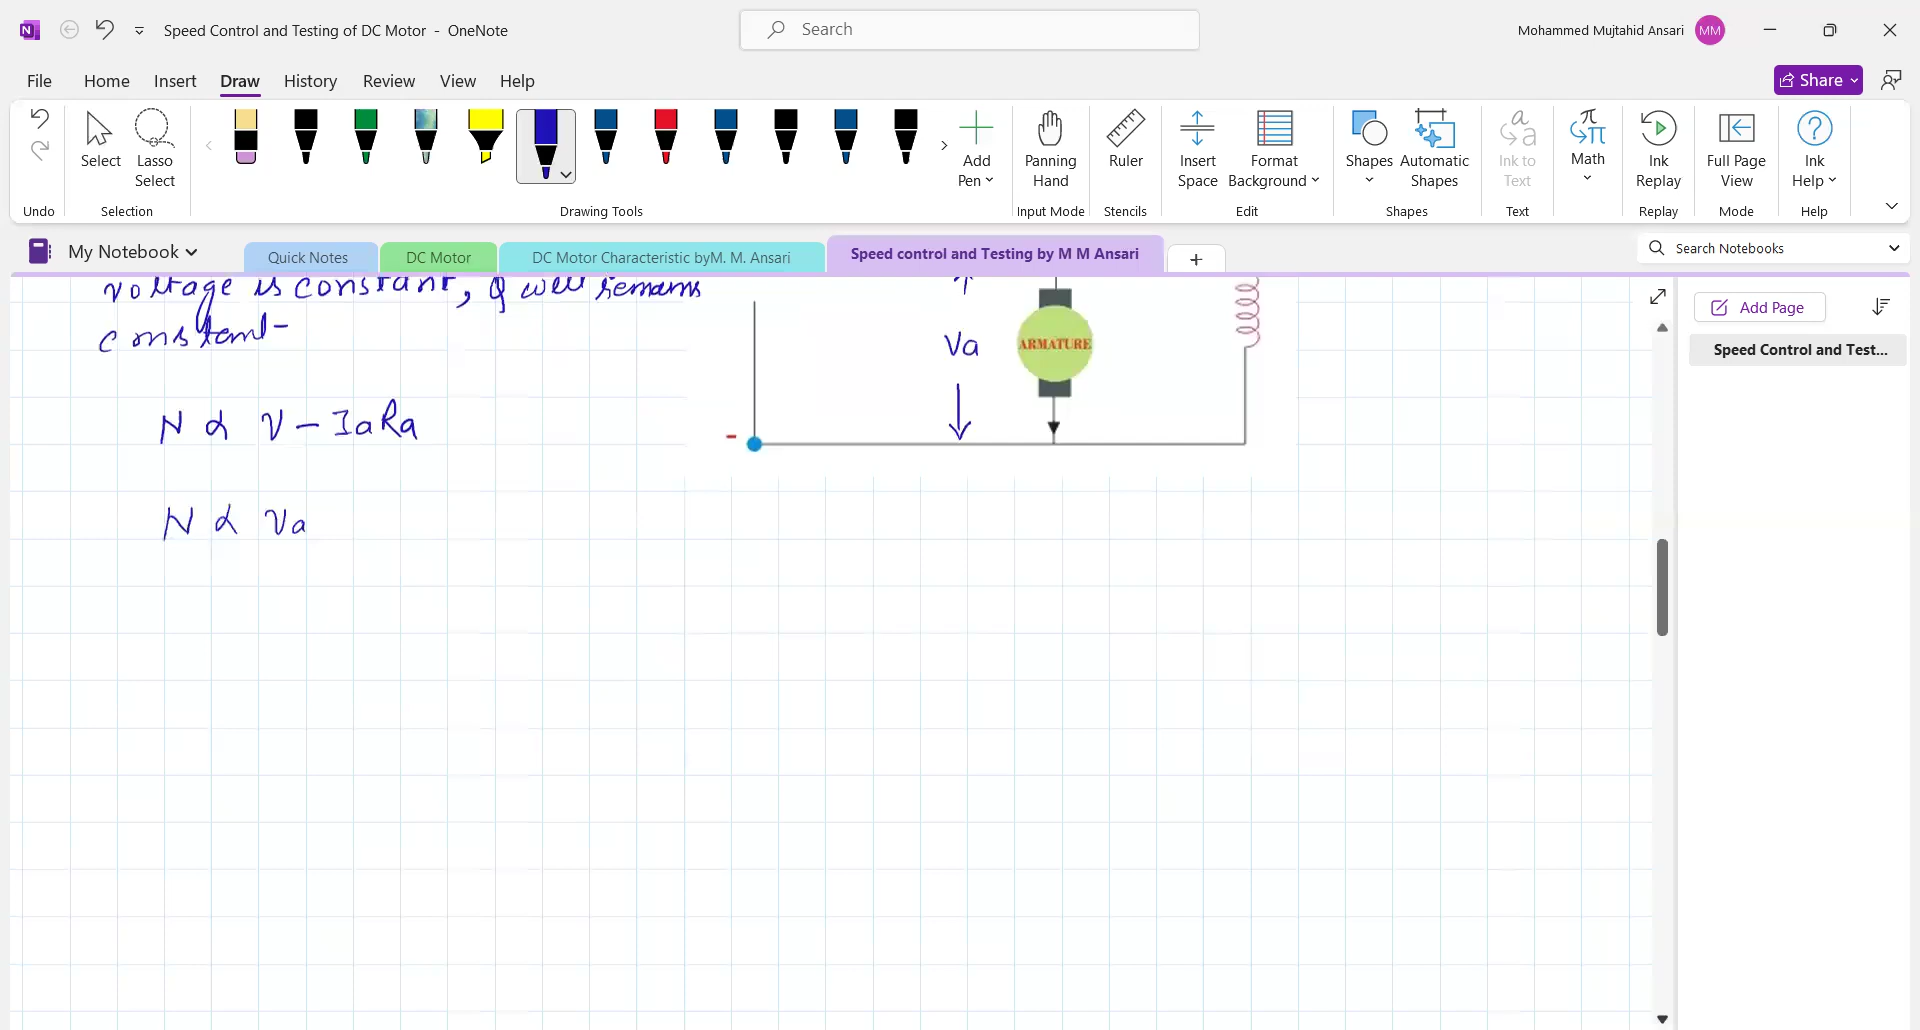 Speed Control and Testing of DC Motor - OneNote
Search
Mohammed Mujtahid Ansari
MM
File Home Insert Draw History Review View Help
Share
Undo
Select
Lasso Select
Selection
Drawing Tools
Add Pen
Panning Hand
Input Mode
Ruler
Stencils
Insert Space
Format Background
Edit
Shapes
Automatic Shapes
Shapes
Ink to Text
Text
Math
Ink Replay
Replay
Full Page View
Mode
Ink Help
Help
My Notebook
Quick Notes
DC Motor
DC Motor Characteristic byM. M. Ansari
Speed control and Testing by M M Ansari
+
Search Notebooks
Add Page
Speed Control and Test...
voltage is constant, ϕ will remains
constant-
N α V - IaRa
N α Va
Va
ARMATURE
-